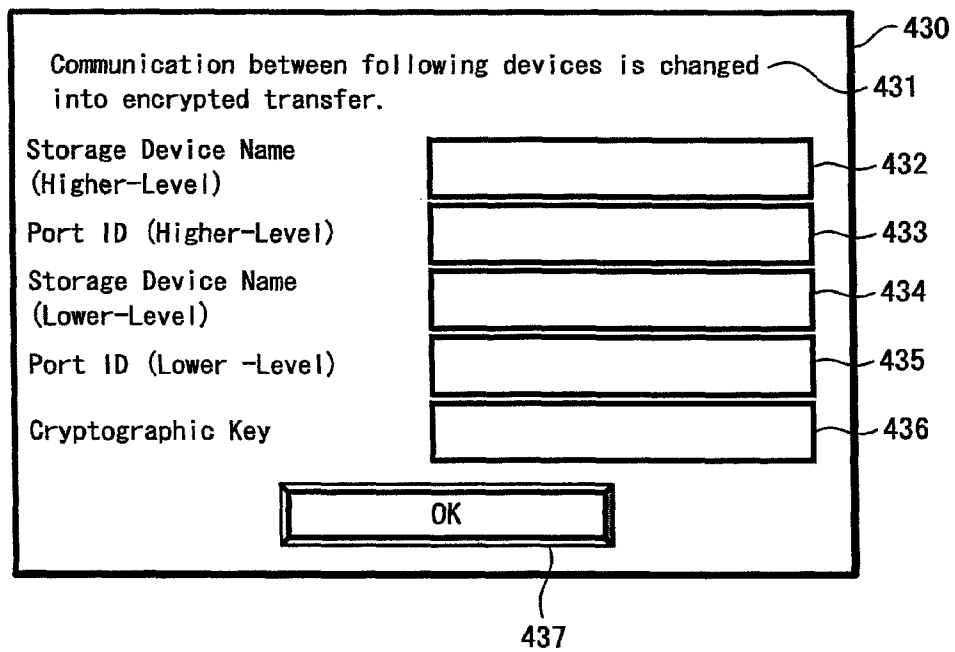 430
Communication between following devices is changed
431
into encrypted transfer.
Storage Device Name
(Higher-Level)
432
Port ID (Higher-Level)
433
Storage Device Name
(Lower-Level)
434
Port ID (Lower -Level)
435
Cryptographic Key
436
OK
437